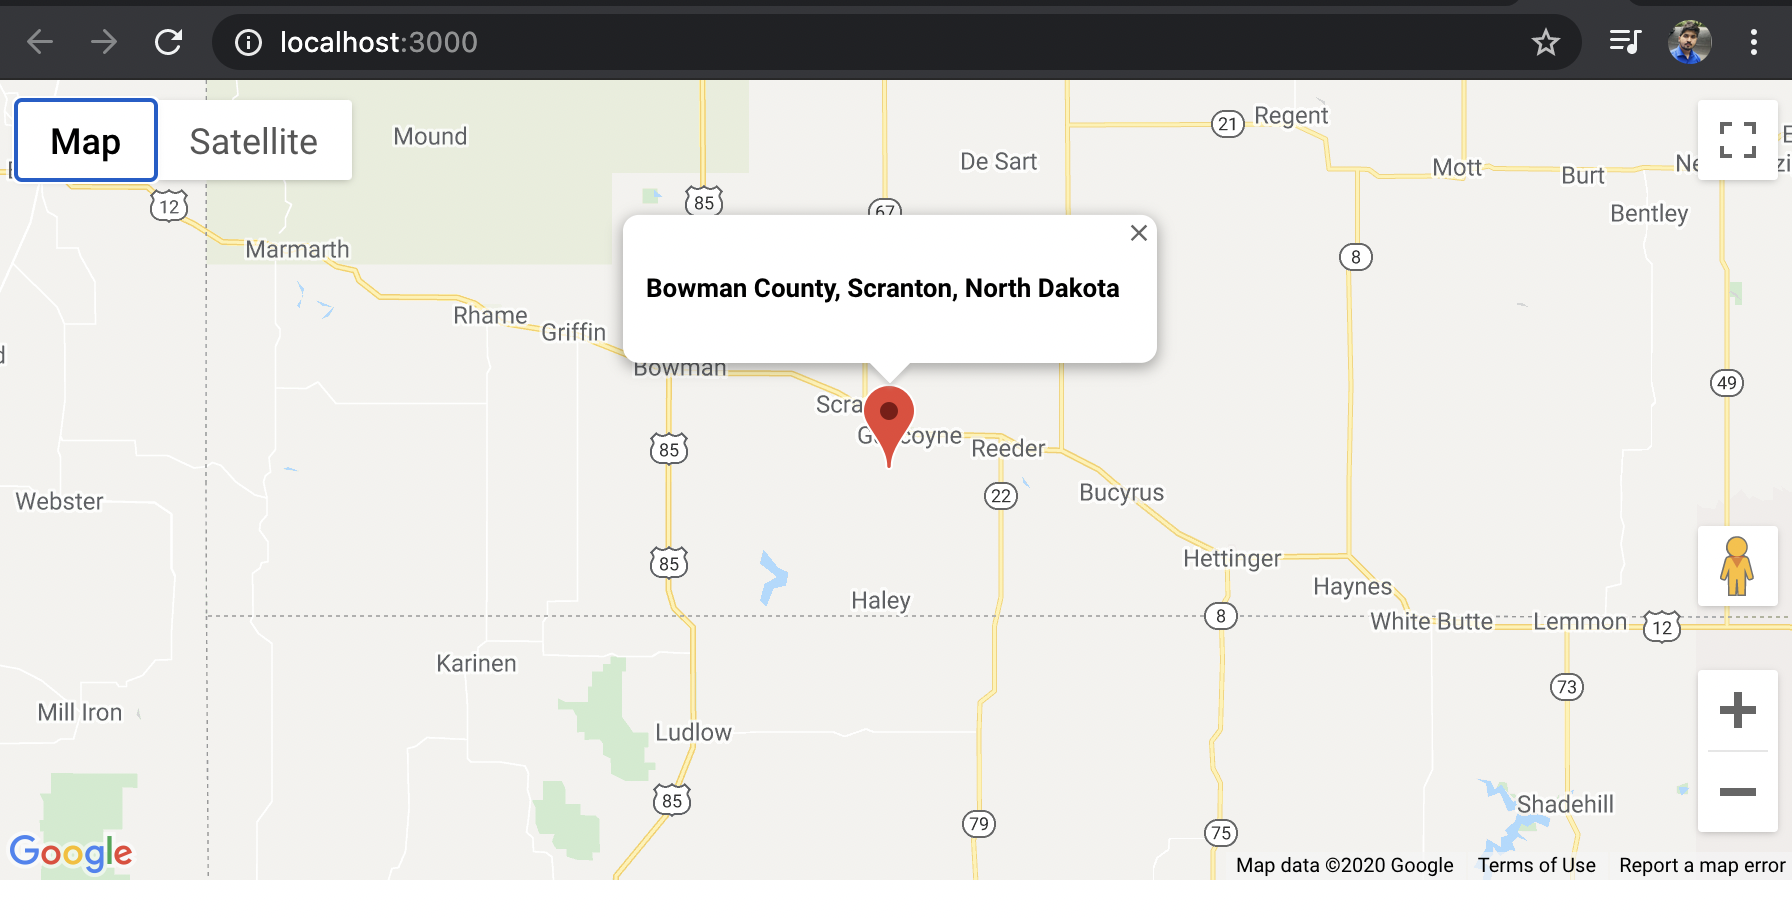 localhost:3000
Map
Satellite
Mound
De Sart
21
Regent
Mott
Burt
Bentley
12
85
67
Marmarth
8
Bowman County, Scranton, North Dakota
Rhame
Griffin
Bowman
49
Scra
Reeder
85
22
Bucyrus
Webster
85
Hettinger
Haynes
Haley
8
White Butte
Lemmon
12
Karinen
73
Mill Iron
Ludlow
85
79
75
Shadehill
Google
Map data ©2020 Google
Terms of Use
Report a map error